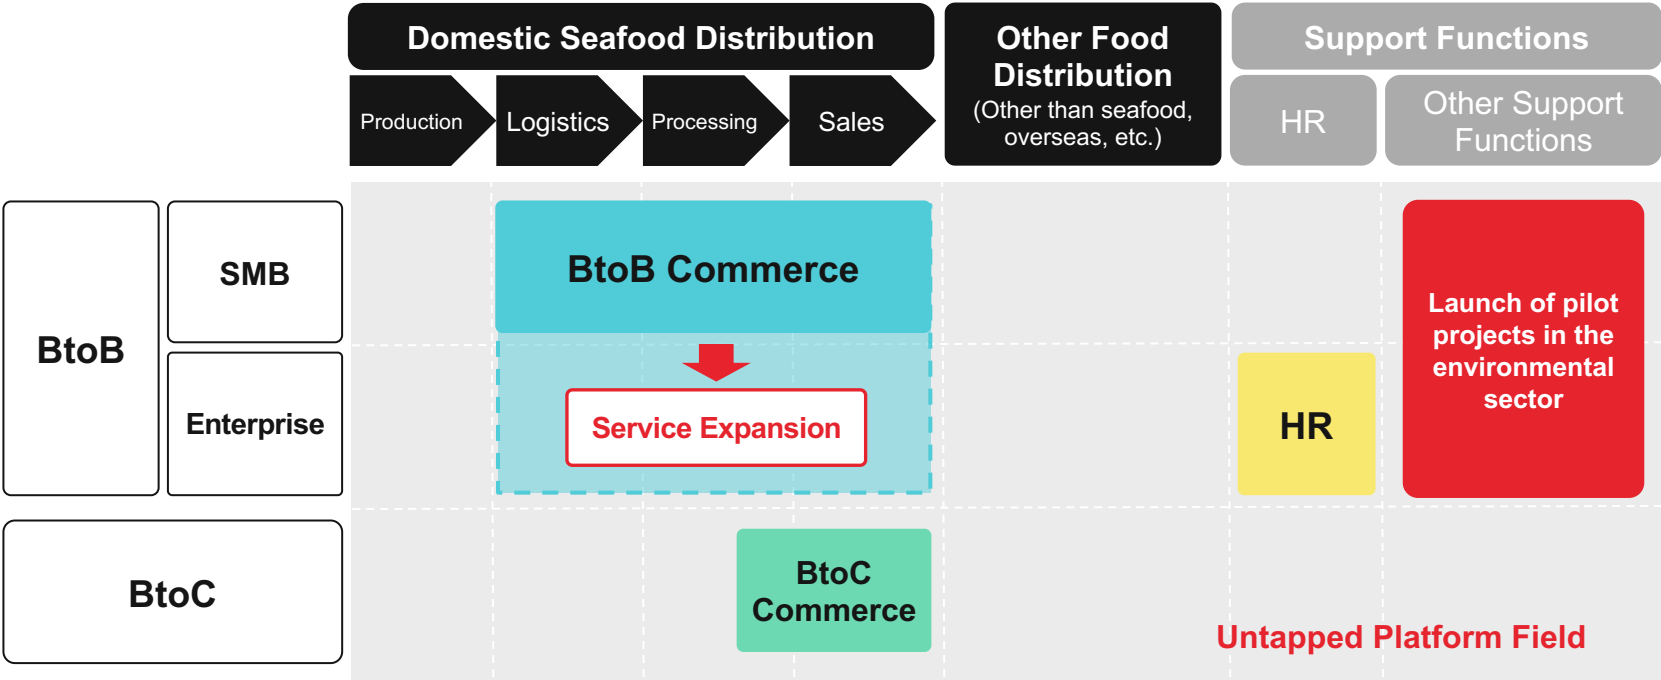 Domestic Seafood Distribution
Other Food
Distribution
(Other than seafood,
overseas, etc.)
Support Functions
Production
Logistics
Processing
Sales
HR
Other Support
Functions
BtoB
SMB
Enterprise
BtoC
BtoB Commerce
Service Expansion
HR
Launch of pilot
projects in the
environmental
sector
BtoC
Commerce
Untapped Platform Field